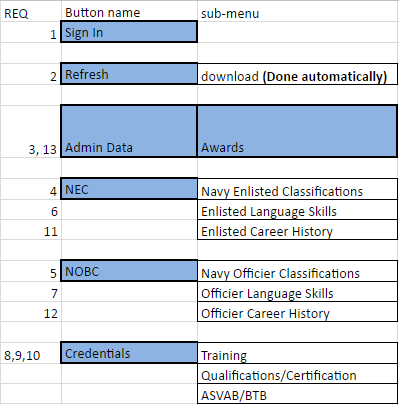 REQ Button name sub-menu
1 Sign In
2 Refresh download (Done automatically)
3, 13 Admin Data Awards
4 NEC Navy Enlisted Classifications
6 Enlisted Language Skills
11 Enlisted Career History
5 NOBC Navy Officier Classifications
7 Officier Language Skills
12 Officier Career History
8,9,10 Credentials Training
Qualifications/Certification
ASVAB/BTB